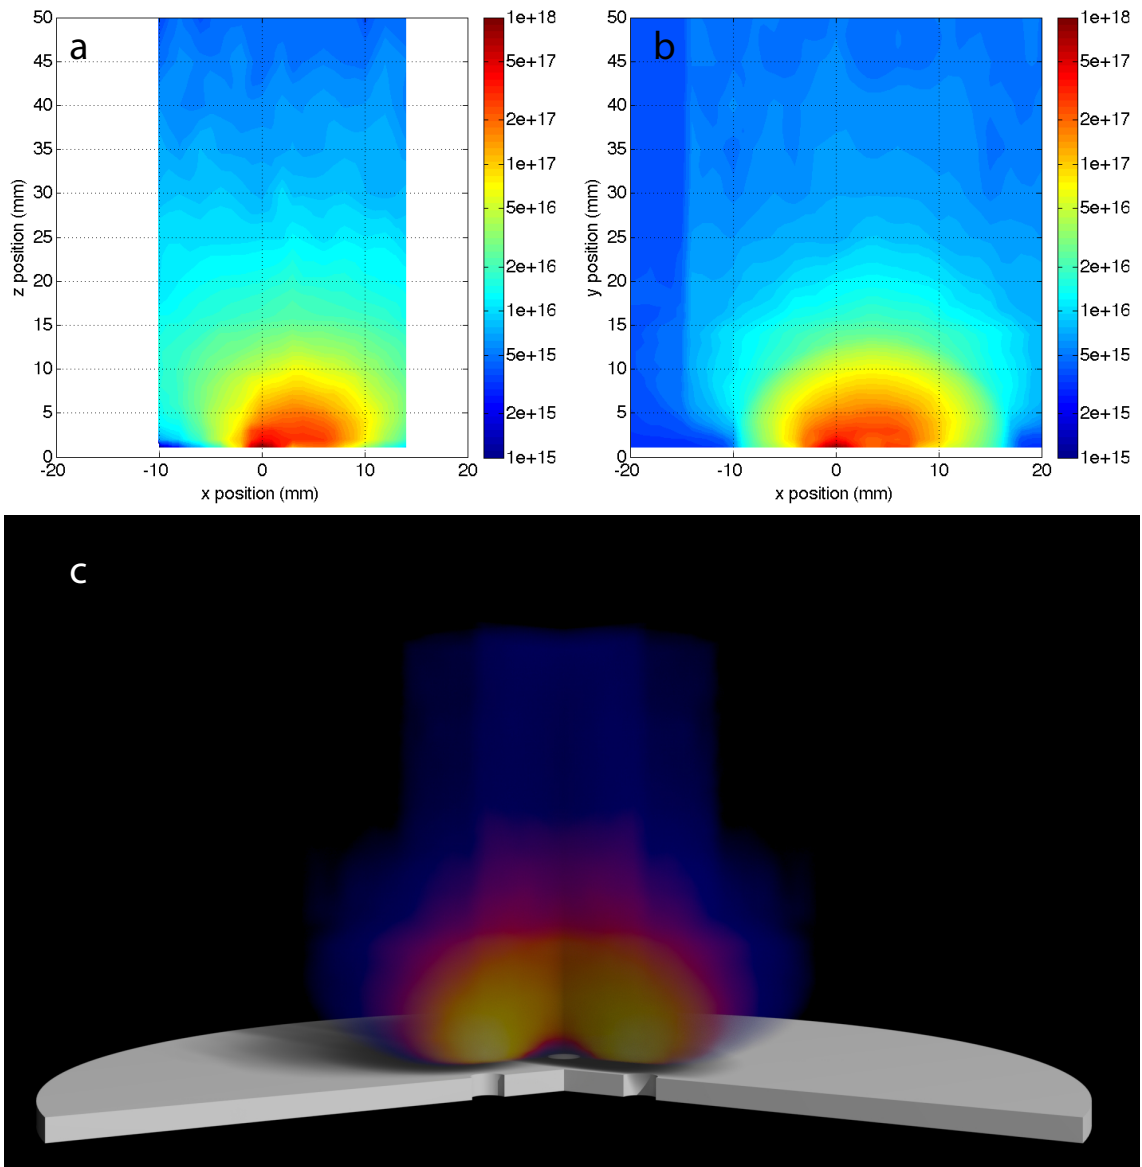 a
50
45
40
35
30
25
20
15
10
5
0
z position (mm)
-20
-10
0
10
20
x position (mm)
1e+18
5e+17
2e+17
1e+17
5e+16
2e+16
1e+16
5e+15
2e+15
1e+15
b
50
45
40
35
30
25
20
15
10
5
0
y position (mm)
-20
-10
0
10
20
x position (mm)
1e+18
5e+17
2e+17
1e+17
5e+16
2e+16
1e+16
5e+15
2e+15
1e+15
c